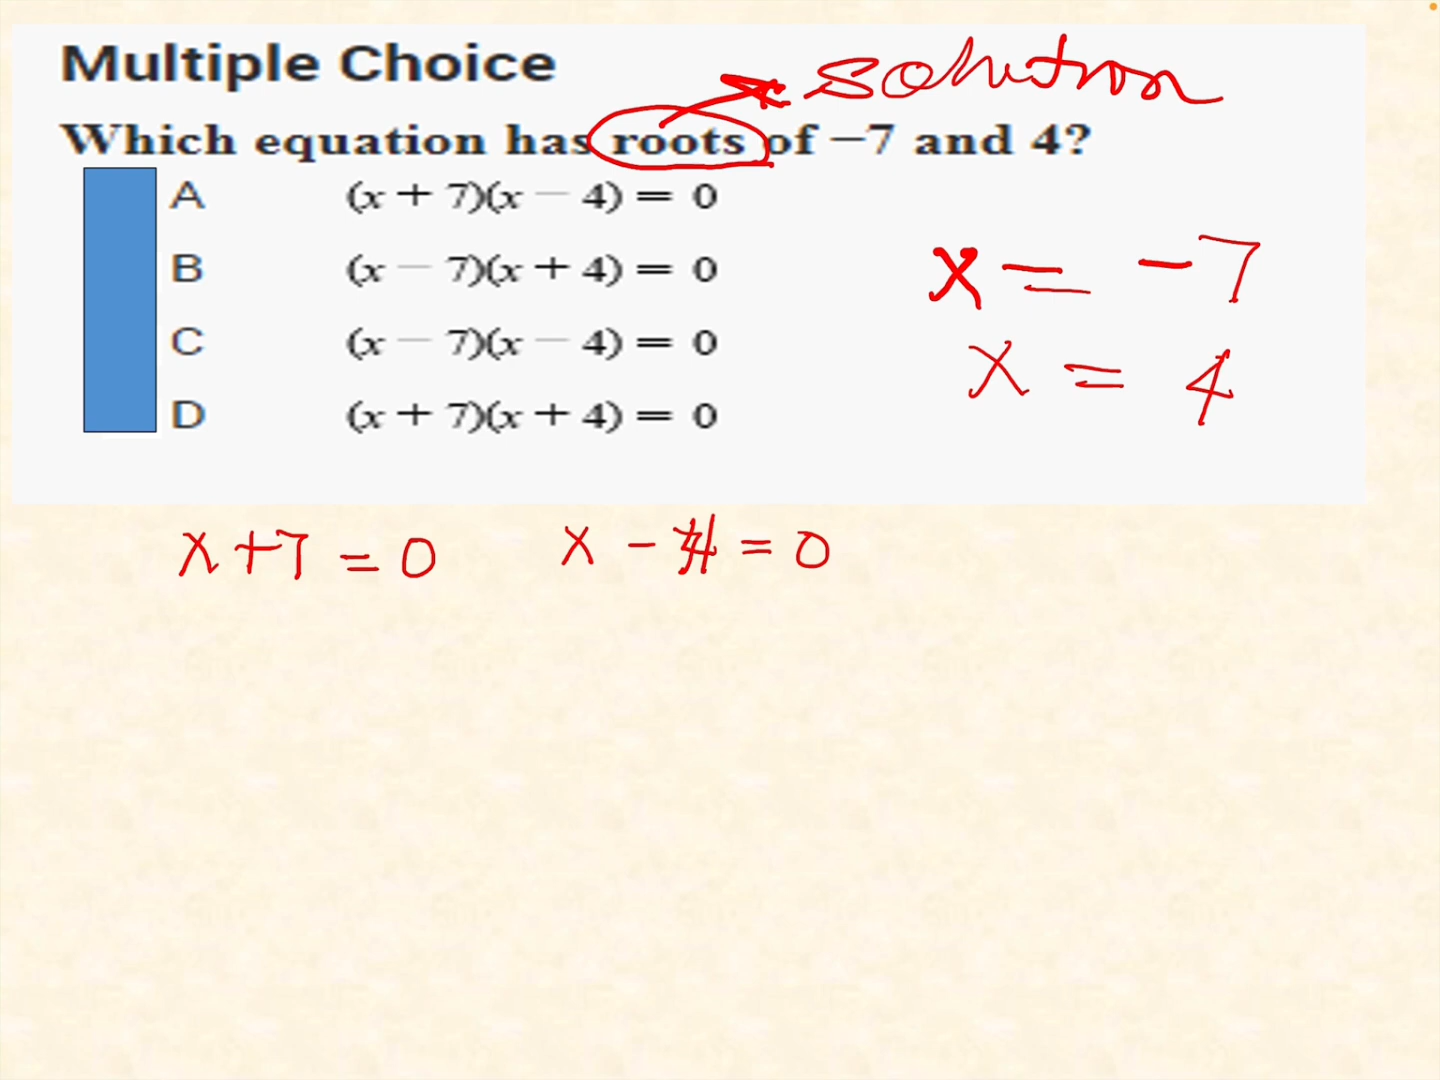 Multiple Choice
solution
Which equation has roots of −7 and 4?
A (x + 7)(x − 4) = 0
B (x − 7)(x + 4) = 0
C (x − 7)(x − 4) = 0
D (x + 7)(x + 4) = 0
x = −7
x = 4
x + 7 = 0 x − 4 = 0